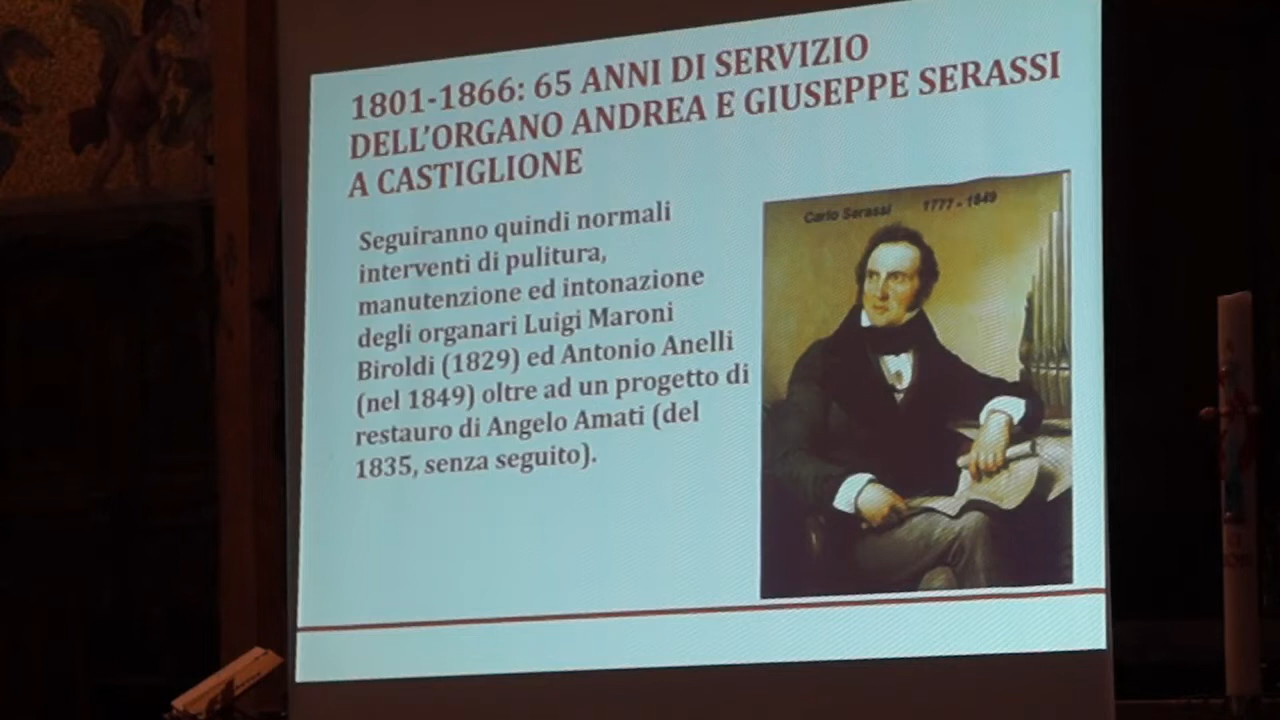 1801-1866: 65 ANNI DI SERVIZIO
DELL'ORGANO ANDREA E GIUSEPPE SERASSI
A CASTIGLIONE
Seguiranno quindi normali
interventi di pulitura,
manutenzione ed intonazione
degli organari Luigi Maroni
Biroldi (1829) ed Antonio Anelli
(nel 1849) oltre ad un progetto di
restauro di Angelo Amati (del
1835, senza seguito).
Carlo Serassi 1777 - 1849